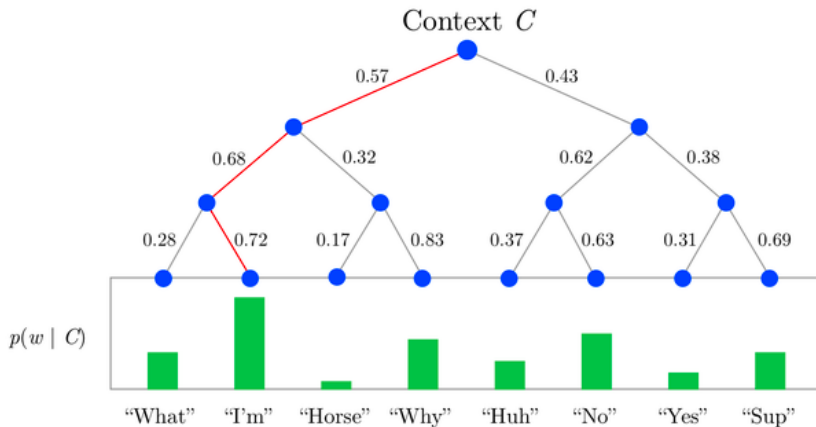 Context C
0.57 0.43
0.68 0.32 0.62 0.38
0.28 0.72 0.17 0.83 0.37 0.63 0.31 0.69
p(w | C)
“What” “I'm” “Horse” “Why” “Huh” “No” “Yes” “Sup”